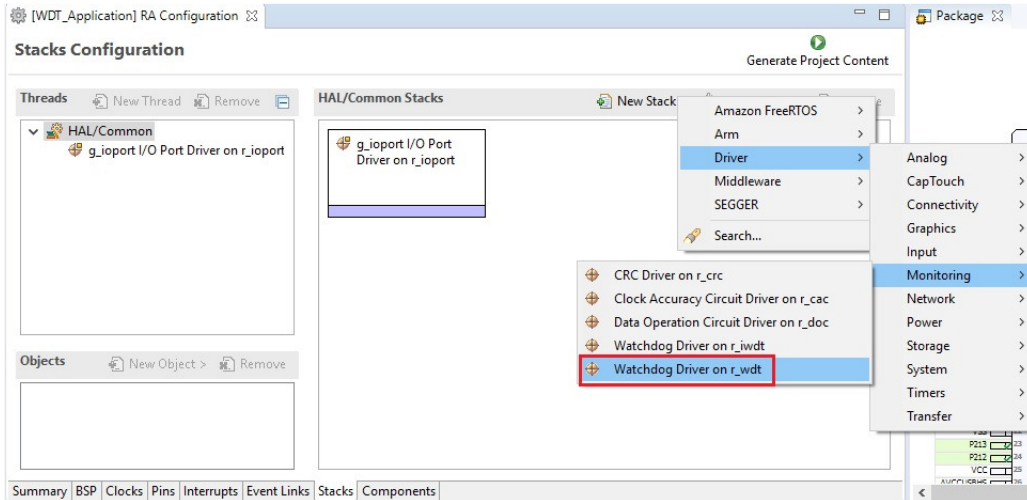 [WDT_Application] RA Configuration
Package
Stacks Configuration
Generate Project Content
Threads
New Thread
Remove
HAL/Common Stacks
New Stack
HAL/Common
g_ioport I/O Port Driver on r_ioport
g_ioport I/O Port
Driver on r_ioport
Amazon FreeRTOS
Arm
Driver
Middleware
SEGGER
Search...
Analog
CapTouch
Connectivity
Graphics
Input
Monitoring
Network
Power
Storage
System
Timers
Transfer
CRC Driver on r_crc
Clock Accuracy Circuit Driver on r_cac
Data Operation Circuit Driver on r_doc
Watchdog Driver on r_iwdt
Watchdog Driver on r_wdt
Objects
New Object >
Remove
P213 23
P212 24
VCC 25
Summary BSP Clocks Pins Interrupts Event Links Stacks Components